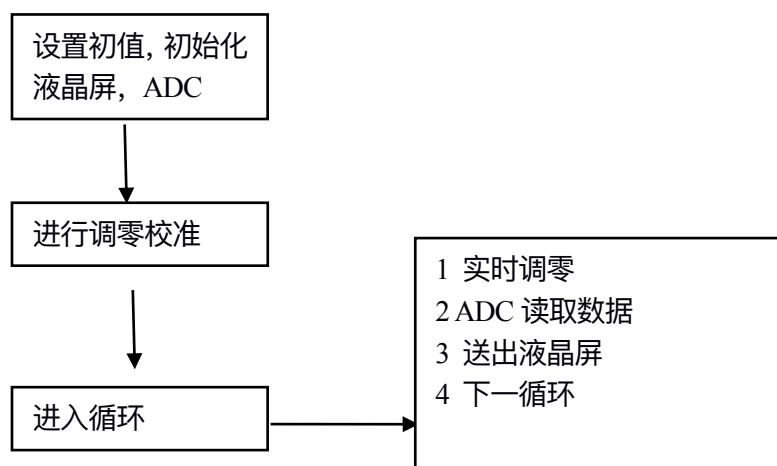 设置初值, 初始化
液晶屏，ADC
进行调零校准
进入循环
1 实时调零
2 ADC 读取数据
3 送出液晶屏
4 下一循环